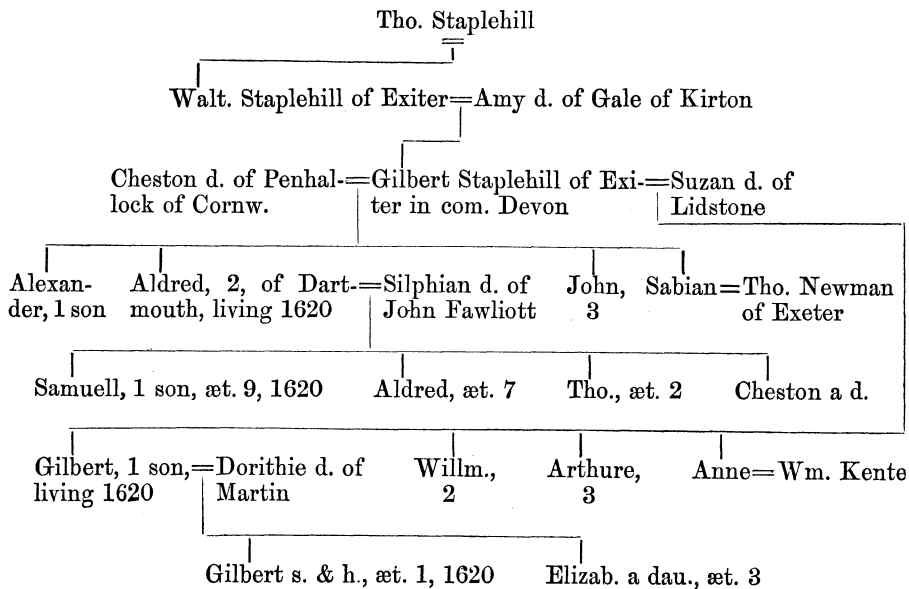 Tho. Staplehill
Walt. Staplehill of Exiter=Amy d. of Gale of Kirton
Cheston d. of Penhal-=Gilbert Staplehill of Exi-=Suzan d. of
lock of Cornw. ter in com. Devon Lidstone
Alexan- Aldred, 2, of Dart-=Silphian d. of John, Sabian=Tho. Newman
der, 1 son mouth, living 1620 John Fawliott 3 of Exeter
Samuell, 1 son, æt. 9, 1620 Aldred, æt. 7 Tho., æt. 2 Cheston a d.
Gilbert, 1 son,=Dorithie d. of Willm., Arthure, Anne=Wm. Kente
living 1620 Martin 2 3
Gilbert s. & h., æt. 1, 1620 Elizab. a dau., æt. 3